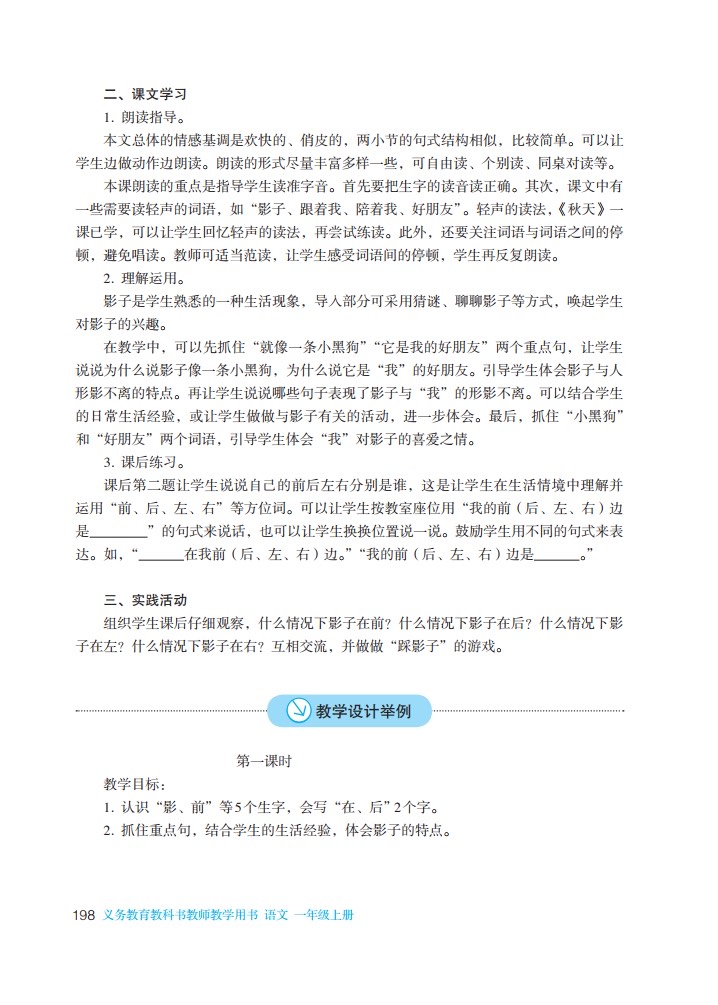 二、课文学习
1. 朗读指导。
本文总体的情感基调是欢快的、俏皮的，两小节的句式结构相似，比较简单。可以让
学生边做动作边朗读。朗读的形式尽量丰富多样一些，可自由读、个别读、同桌对读等。
本课朗读的重点是指导学生读准字音。首先要把生字的读音读正确。其次，课文中有
一些需要读轻声的词语，如“影子、跟着我、陪着我、好朋友”。轻声的读法，《秋天》一
课已学，可以让学生回忆轻声的读法，再尝试练读。此外，还要关注词语与词语之间的停
顿，避免唱读。教师可适当范读，让学生感受词语间的停顿，学生再反复朗读。
2. 理解运用。
影子是学生熟悉的一种生活现象，导入部分可采用猜谜、聊聊影子等方式，唤起学生
对影子的兴趣。
在教学中，可以先抓住“就像一条小黑狗”“它是我的好朋友”两个重点句，让学生
说说为什么说影子像一条小黑狗，为什么说它是“我”的好朋友。引导学生体会影子与人
形影不离的特点。再让学生说说哪些句子表现了影子与“我”的形影不离。可以结合学生
的日常生活经验，或让学生做做与影子有关的活动，进一步体会。最后，抓住“小黑狗”
和“好朋友”两个词语，引导学生体会“我”对影子的喜爱之情。
3. 课后练习。
课后第二题让学生说说自己的前后左右分别是谁，这是让学生在生活情境中理解并
运用“前、后、左、右”等方位词。可以让学生按教室座位用“我的前（后、左、右）边
是________”的句式来说话，也可以让学生换换位置说一说。鼓励学生用不同的句式来表
达。如，“______在我前（后、左、右）边。”“我的前（后、左、右）边是______。”
三、实践活动
组织学生课后仔细观察，什么情况下影子在前？什么情况下影子在后？什么情况下影
子在左？什么情况下影子在右？互相交流，并做做“踩影子”的游戏。
教学设计举例
第一课时
教学目标：
1. 认识“影、前”等5个生字，会写“在、后”2个字。
2. 抓住重点句，结合学生的生活经验，体会影子的特点。
198 义务教育教科书教师教学用书 语文 一年级上册